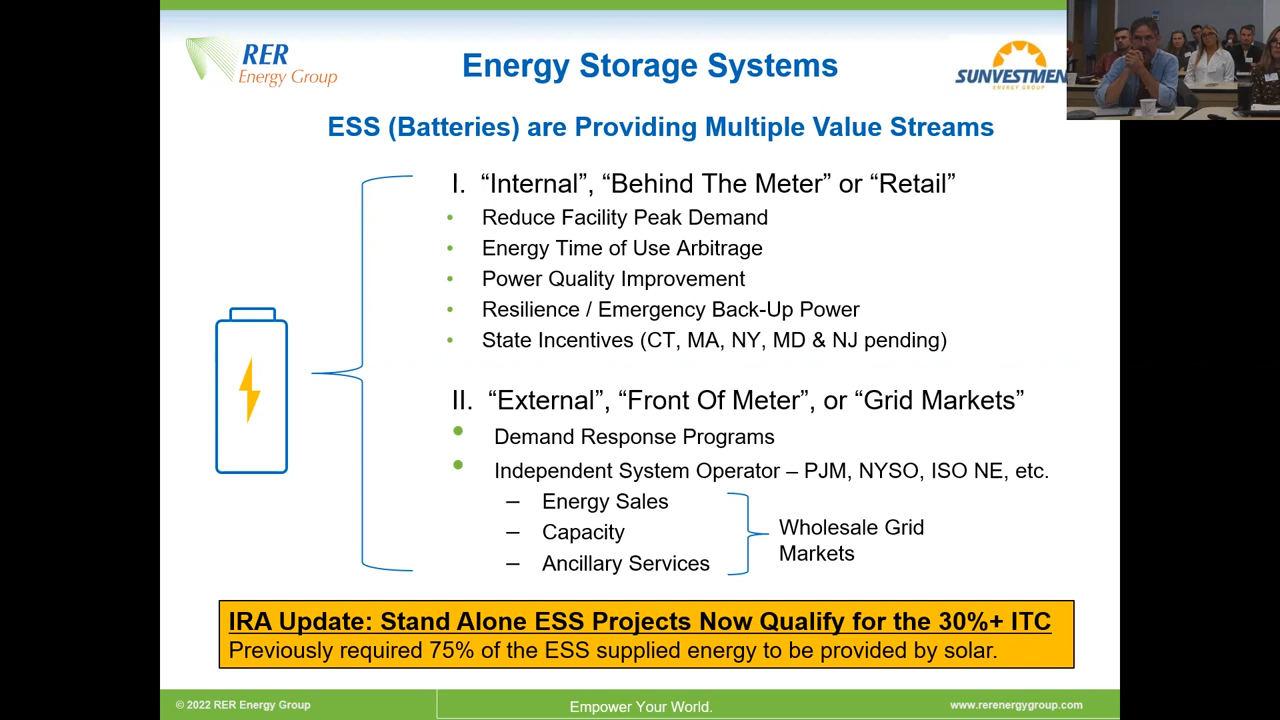 RER
Energy Group
Energy Storage Systems
SUNVESTMEN
ENERGY GROUP
ESS (Batteries) are Providing Multiple Value Streams
I. “Internal”, “Behind The Meter” or “Retail”
• Reduce Facility Peak Demand
• Energy Time of Use Arbitrage
• Power Quality Improvement
• Resilience / Emergency Back-Up Power
• State Incentives (CT, MA, NY, MD & NJ pending)
II. “External”, “Front Of Meter”, or “Grid Markets”
• Demand Response Programs
• Independent System Operator – PJM, NYSO, ISO NE, etc.
– Energy Sales
– Capacity
– Ancillary Services
Wholesale Grid
Markets
IRA Update: Stand Alone ESS Projects Now Qualify for the 30%+ ITC
Previously required 75% of the ESS supplied energy to be provided by solar.
© 2022 RER Energy Group
Empower Your World.
www.rerenergygroup.com